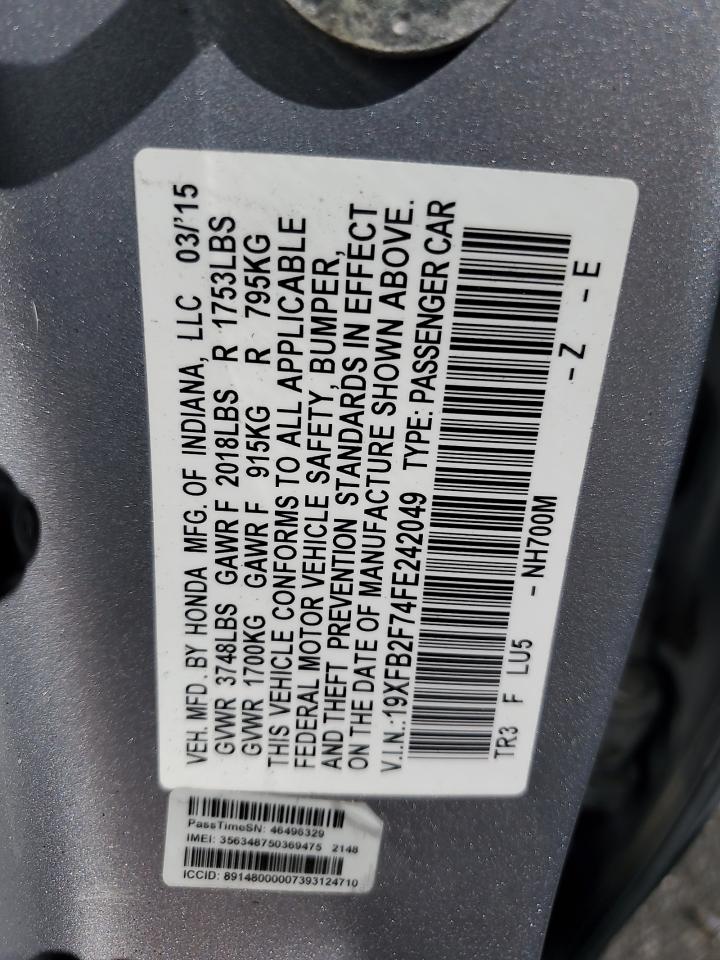 VEH. MFD. BY HONDA MFG. OF INDIANA, LLC 03/'15
GVWR 3748LBS GAWR F 2018LBS R 1753LBS
GVWR 1700KG GAWR F 915KG R 795KG
THIS VEHICLE CONFORMS TO ALL APPLICABLE
FEDERAL MOTOR VEHICLE SAFETY, BUMPER,
AND THEFT PREVENTION STANDARDS IN EFFECT
ON THE DATE OF MANUFACTURE SHOWN ABOVE.
V.I.N.:19XFB2F74FE242049 TYPE: PASSENGER CAR
TR3 F LU5 - NH700M - Z - E
PassTimeSN: 46496329
IMEI: 356348750369475 2148
ICCID: 89148000007393124710